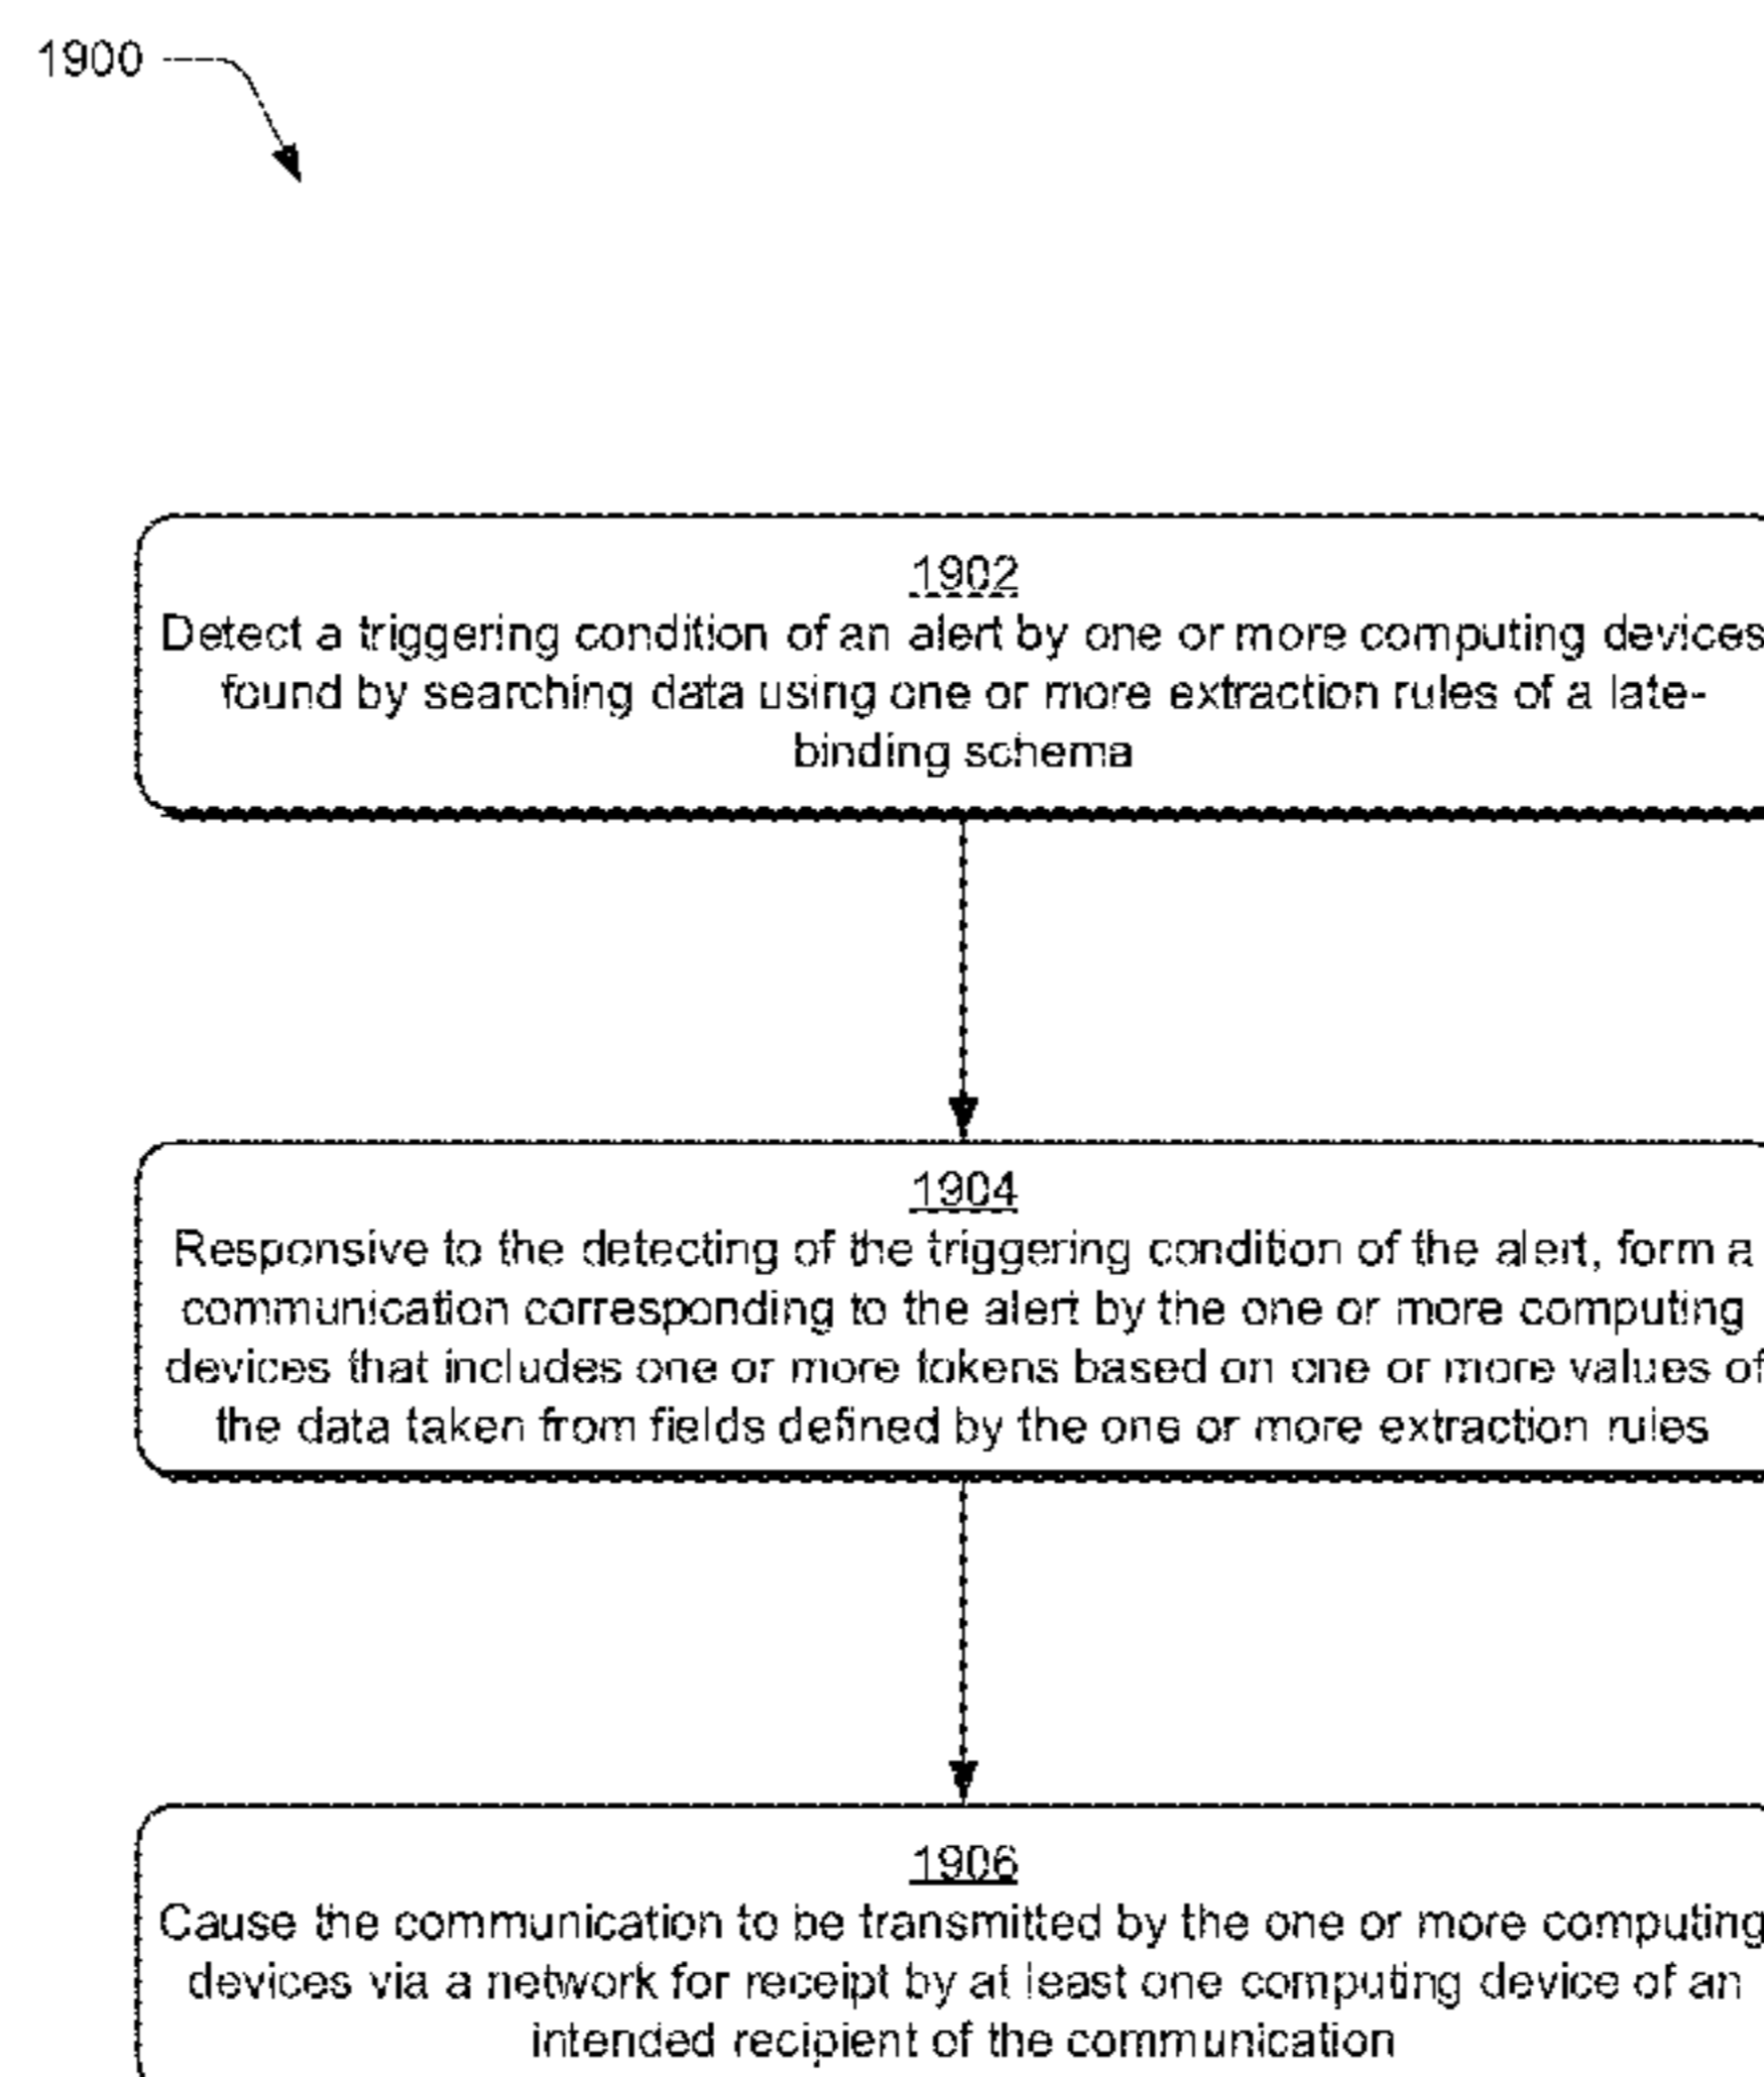 1900
1902
Detect a triggering condition of an alert by one or more computing devices
found by searching data using one or more extraction rules of a late-
binding schema
1904
Responsive to the detecting of the triggering condition of the alert, form a
communication corresponding to the alert by the one or more computing
devices that includes one or more tokens based on one or more values of
the data taken from fields defined by the one or more extraction rules
1906
Cause the communication to be transmitted by the one or more computing
devices via a network for receipt by at least one computing device of an
intended recipient of the communication